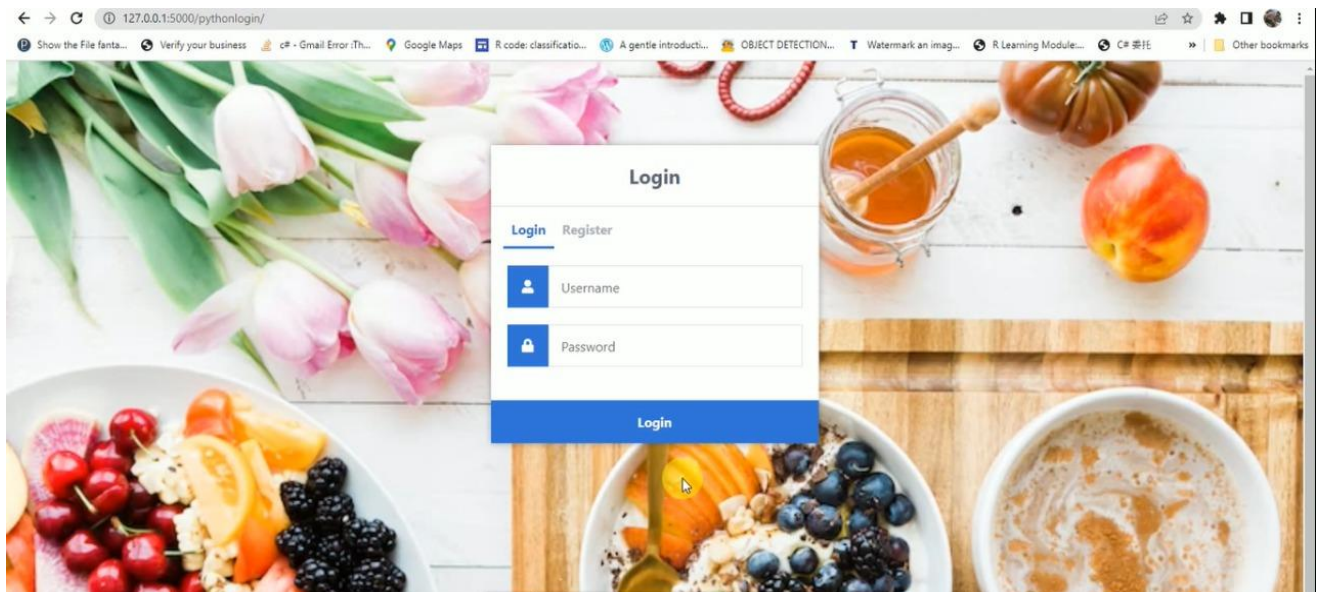 127.0.0.1:5000/pythonlogin/
Show the File fanta... Verify your business c# - Gmail Error :Th... Google Maps R code: classificatio... A gentle introducti... OBJECT DETECTION... Watermark an imag... R Learning Module:... C# 委托 » Other bookmarks
Login
Login Register
Username
Password
Login